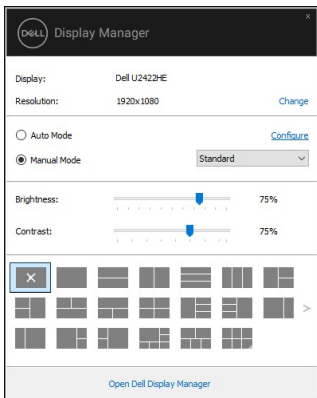 DELL Display Manager
Display: Dell U2422HE
Resolution: 1920x1080 Change
Auto Mode Configure
Manual Mode Standard
Brightness: 75%
Contrast: 75%
Open Dell Display Manager